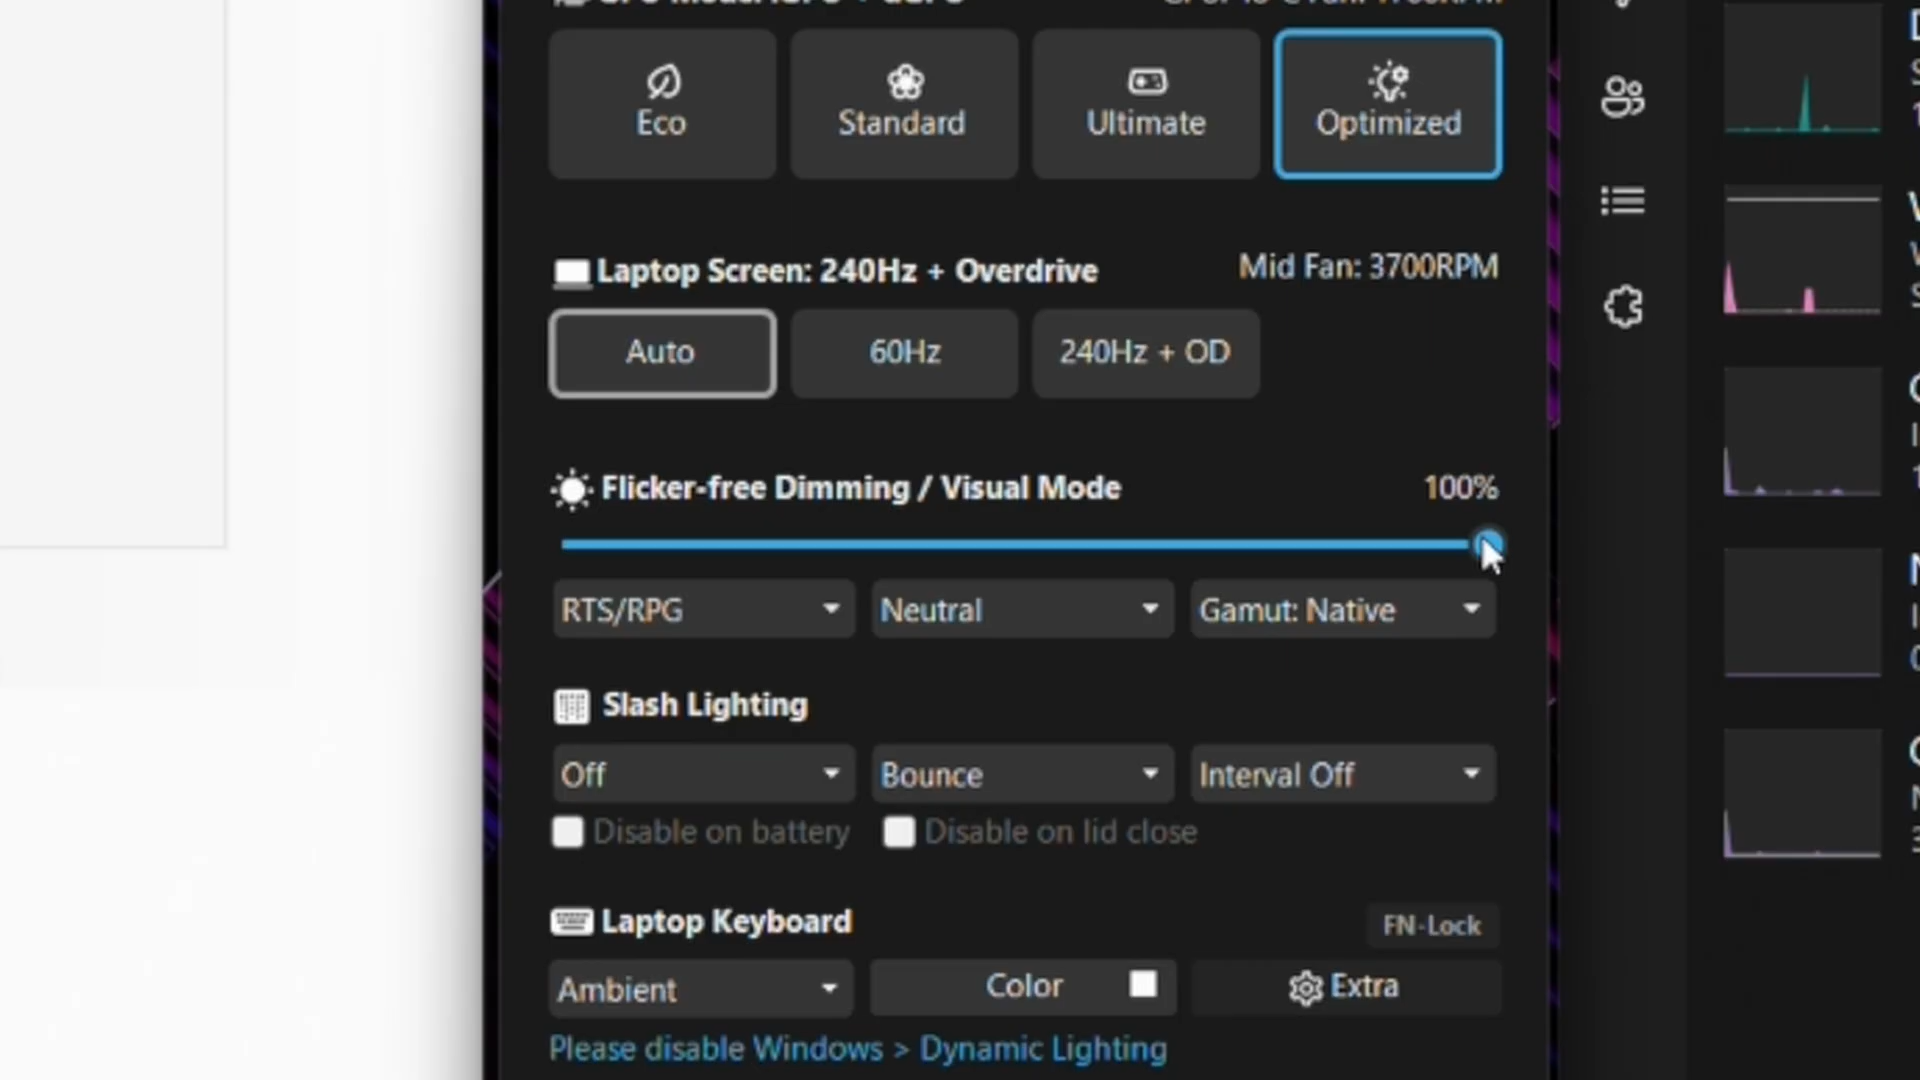 Eco
Standard
Ultimate
Optimized
Laptop Screen: 240Hz + Overdrive
Mid Fan: 3700RPM
Auto
60Hz
240Hz + OD
Flicker-free Dimming / Visual Mode
100%
RTS/RPG
Neutral
Gamut: Native
Slash Lighting
Off
Bounce
Interval Off
Disable on battery
Disable on lid close
Laptop Keyboard
FN-Lock
Ambient
Color
Extra
Please disable Windows > Dynamic Lighting